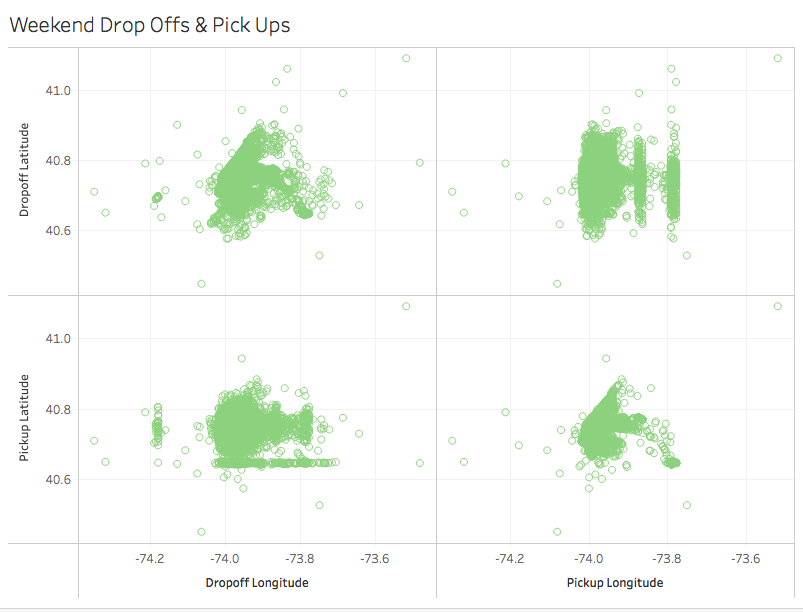 Weekend Drop Offs & Pick Ups
41.0
40.8
40.6
Dropoff Latitude
41.0
40.8
40.6
Pickup Latitude
-74.2 -74.0 -73.8 -73.6 -74.2 -74.0 -73.8 -73.6
Dropoff Longitude Pickup Longitude